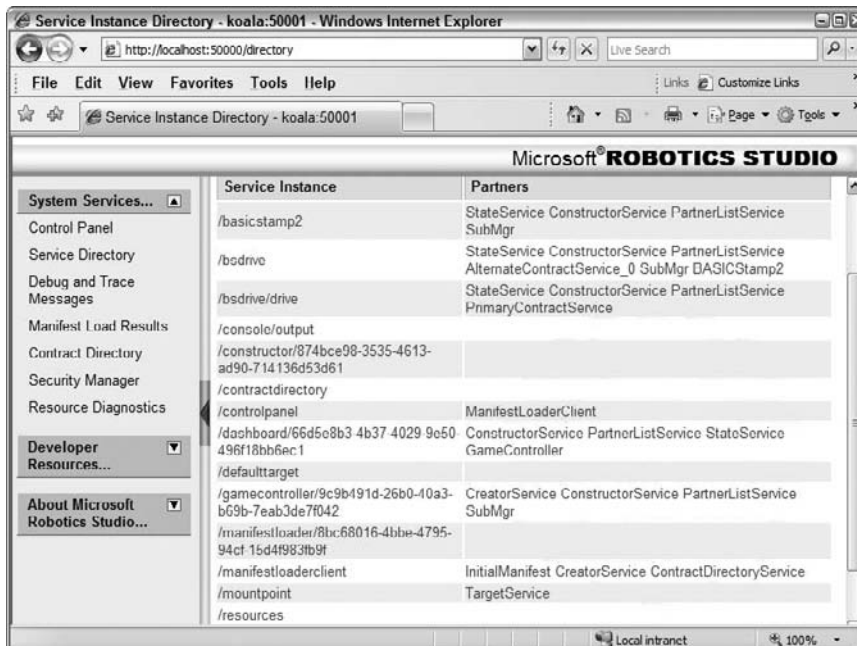 Service Instance Directory - koala:50001 - Windows Internet Explorer
http://localhost:50000/directory
Live Search
File Edit View Favorites Tools Help
Links Customize Links
Service Instance Directory - koala:50001
Page Tools
Microsoft® ROBOTICS STUDIO
System Services...
Control Panel
Service Directory
Debug and Trace
Messages
Manifest Load Results
Contract Directory
Security Manager
Resource Diagnostics
Developer
Resources...
About Microsoft
Robotics Studio...
Service Instance Partners
/basicstamp2 StateService ConstructorService PartnerListService
SubMgr
/bsdrive StateService ConstructorService PartnerListService
AlternateContractService_0 SubMgr BASICStamp2
/bsdrive/drive StateService ConstructorService PartnerListService
PrimaryContractService
/console/output
/constructor/874bce98-3535-4613-
ad90-714136d53d61
/contractdirectory
/controlpanel ManifestLoaderClient
/dashboard/66d5e8b3-4b37-4029-9e50- ConstructorService PartnerListService StateService
496f18bb6ec1 GameController
/defaulttarget
/gamecontroller/9c9b491d-26b0-40a3- CreatorService ConstructorService PartnerListService
b69b-7eab3de7f042 SubMgr
/manifestloader/8bc68016-4bbe-4795-
94cf-15d4f983fb9f
/manifestloaderclient InitialManifest CreatorService ContractDirectoryService
/mountpoint TargetService
/resources
Local intranet 100%